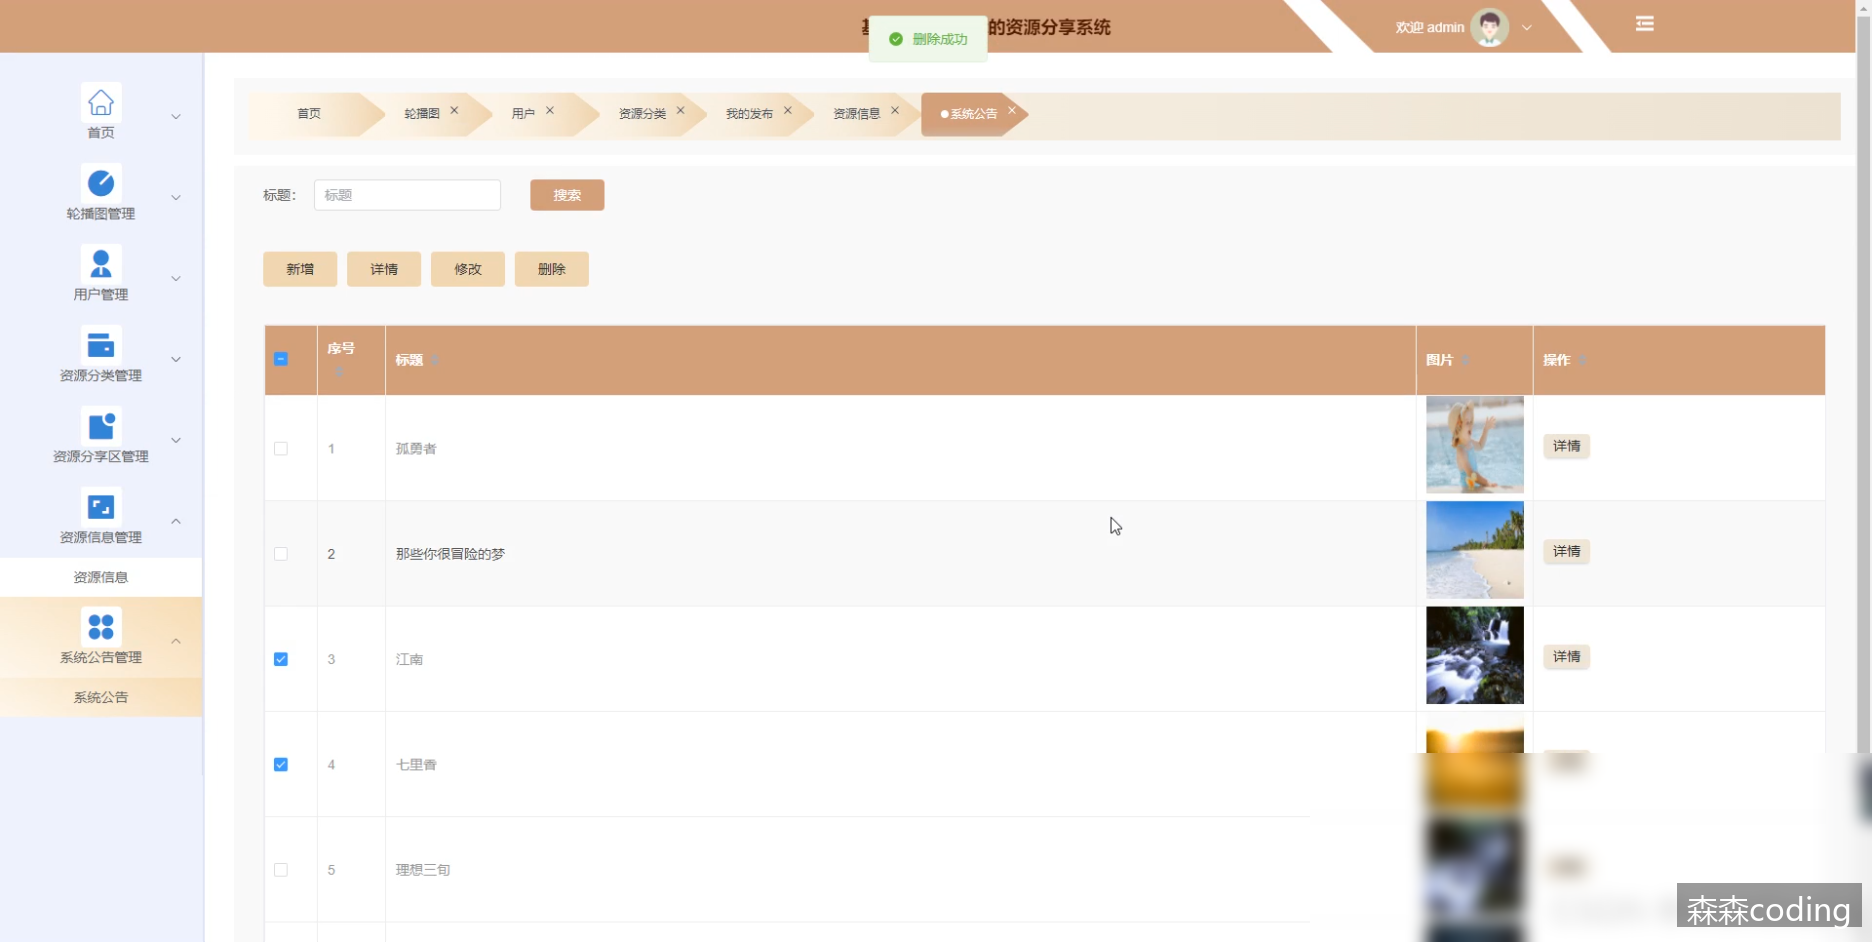 的资源分享系统
删除成功
欢迎 admin
首页
轮播图
用户
资源分类
我的发布
资源信息
系统公告
首页
轮播图管理
用户管理
资源分类管理
资源分享区管理
资源信息管理
资源信息
系统公告管理
系统公告
标题：
标题
搜索
新增
详情
修改
删除
序号
标题
图片
操作
1
孤勇者
详情
2
那些你很冒险的梦
详情
3
江南
详情
4
七里香
5
理想三旬
森森coding